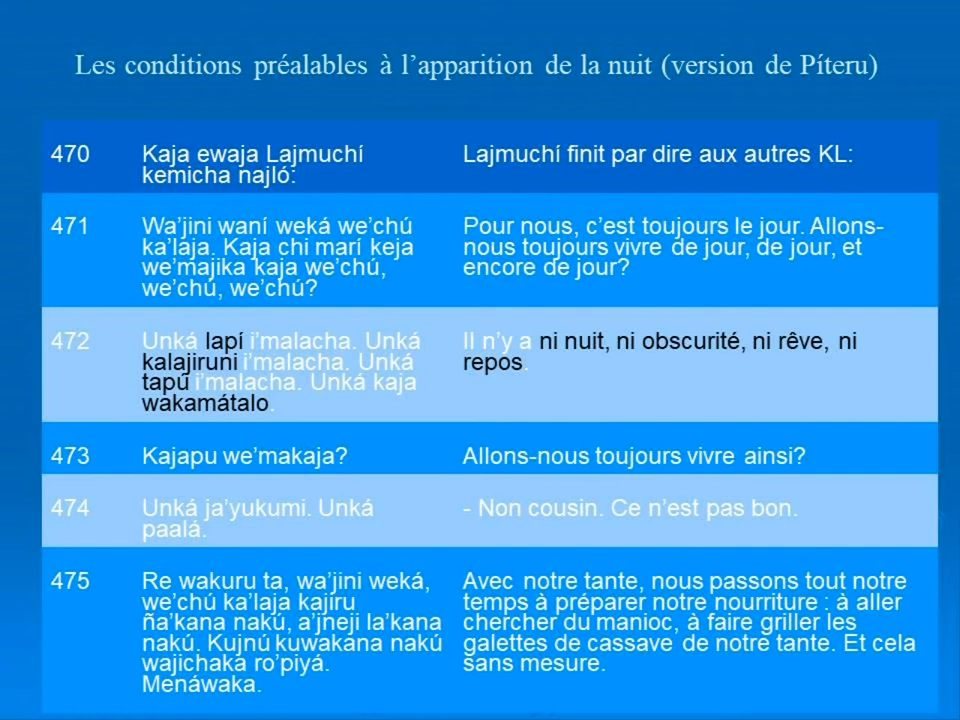 Les conditions préalables à l’apparition de la nuit (version de Píteru)
470
Kaja ewaja Lajmuchí
kemicha najló:
Lajmuchí finit par dire aux autres KL:
471
Wa’jini waní weká we’chú
ka’lája. Kaja chi marí keja
we’majika kaja we’chú,
we’chú, we’chú?
Pour nous, c’est toujours le jour. Allons-
nous toujours vivre de jour, de jour, et
encore de jour?
472
Unká lapí i’malacha. Unká
kalajiruni i’malacha. Unká
tapú i’malacha. Unká kaja
wakamátalo.
Il n’y a ni nuit, ni obscurité, ni rêve, ni
repos.
473
Kajapu we’makaja?
Allons-nous toujours vivre ainsi?
474
Unká ja’yukumi. Unká
paalá.
- Non cousin. Ce n’est pas bon.
475
Re wakuru ta, wa’jini weká,
we’chú ka’laja kajiru
ña’kana nakú, a’jneji la’kana
nakú. Kujnú kuwakána nakú
wajichaká ro’piyá.
Menáwaka.
Avec notre tante, nous passons tout notre
temps à préparer notre nourriture : à aller
chercher du manioc, à faire griller les
galettes de cassave de notre tante. Et cela
sans mesure.